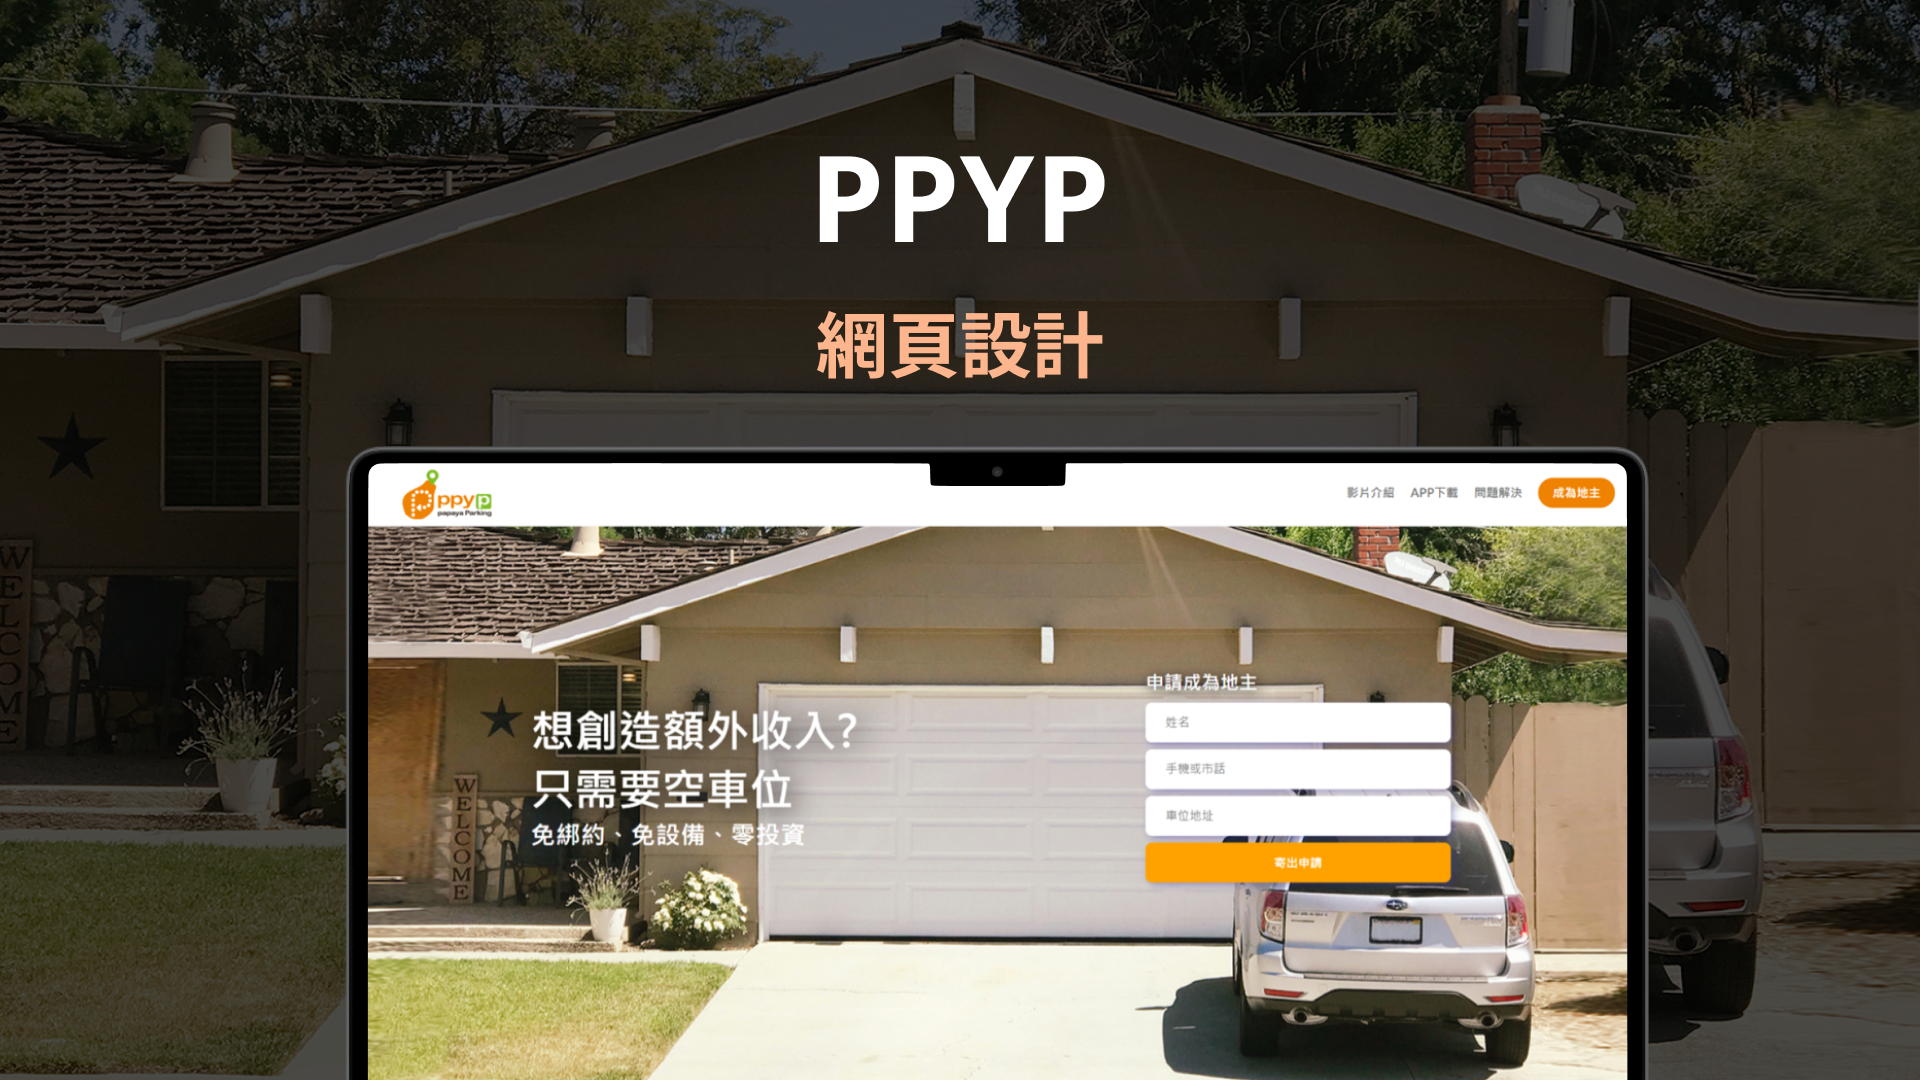 PPYP
網頁設計
ppyp
papaya Parking
影片介紹 APP下載 問題解決 成為地主
申請成為地主
姓名
手機或市話
車位地址
寄出申請
想創造額外收入?
只需要空車位
免綁約、免設備、零投資
WELCOME
WELCOME